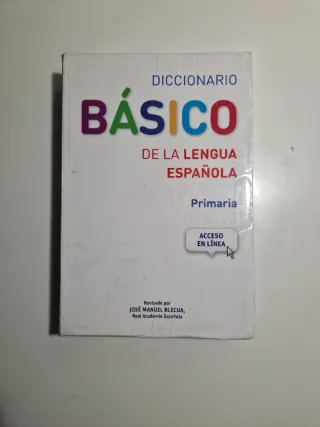 DICCIONARIO
BÁSICO
DE LA LENGUA
ESPAÑOLA
Primaria
ACCESO
EN LÍNEA
Revisado por
JOSÉ MANUEL BLECUA,
Real Academia Española